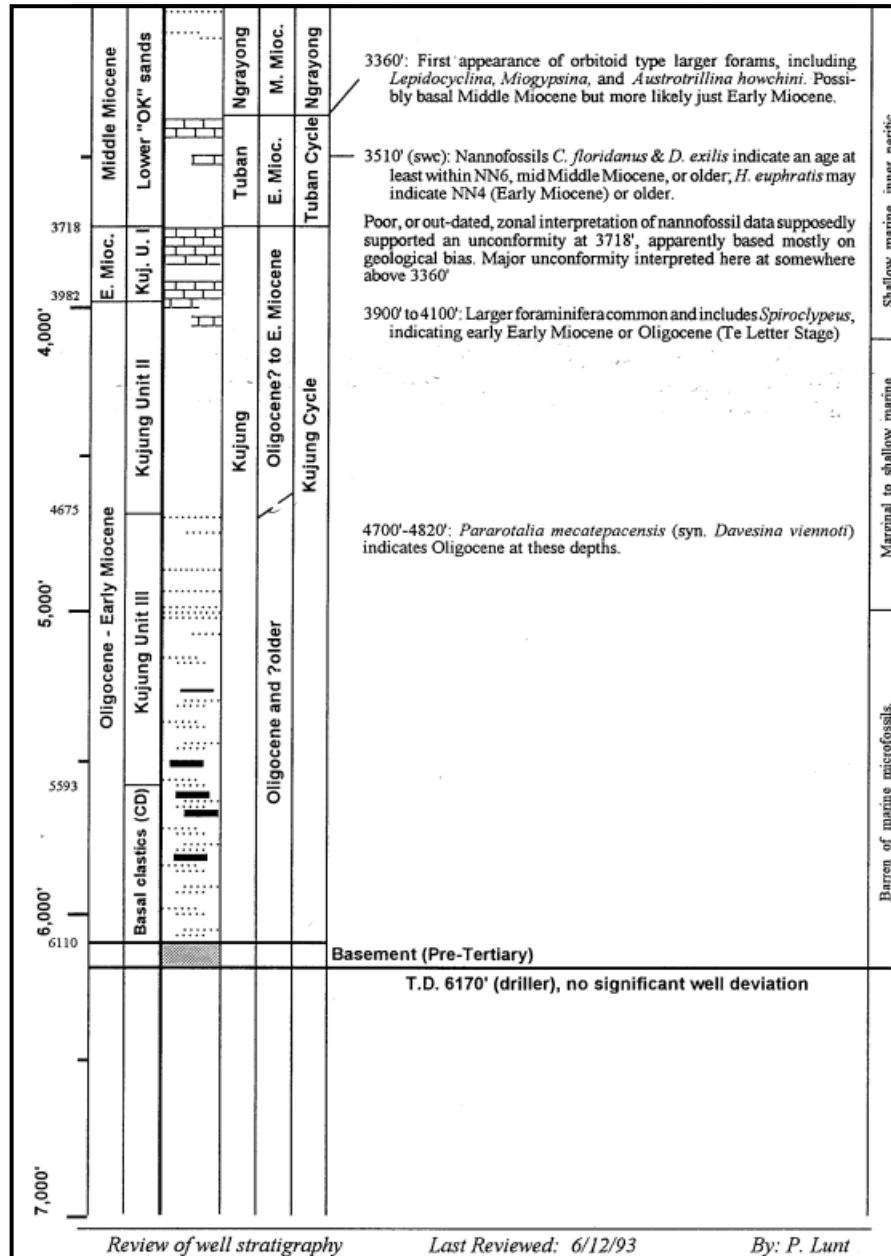 Middle Miocene
Lower "OK" sands
Ngrayong
M. Mioc.
Ngrayong
3360': First appearance of orbitoid type larger forams, including
Lepidocyclina, Miogypsina, and Austrotrillina howchini. Possi-
bly basal Middle Miocene but more likely just Early Miocene.
Tuban
E. Mioc.
Tuban Cycle
3510' (swc): Nannofossils C. floridanus & D. exilis indicate an age at
least within NN6, mid Middle Miocene, or older; H. euphratis may
indicate NN4 (Early Miocene) or older.
3718
E. Mioc.
Kuj. U. I
Poor, or out-dated, zonal interpretation of nannofossil data supposedly
supported an unconformity at 3718', apparently based mostly on
geological bias. Major unconformity interpreted here at somewhere
above 3360'
3982
4,000'
3900' to 4100': Larger foraminifera common and includes Spiroclypeus,
indicating early Early Miocene or Oligocene (Te Letter Stage)
Kujung Unit II
Kujung
Oligocene? to E. Miocene
Kujung Cycle
4675
4700'-4820': Pararotalia mecatepacensis (syn. Davesina viennoti)
indicates Oligocene at these depths.
Oligocene - Early Miocene
Kujung Unit III
5,000'
Oligocene and ?older
5593
Basal clastics (CD)
6,000'
6110
Shallow marine, inner neritic
Marginal to shallow marine
Barren of marine microfossils.
Basement (Pre-Tertiary)
T.D. 6170' (driller), no significant well deviation
7,000'
Review of well stratigraphy Last Reviewed: 6/12/93 By: P. Lunt